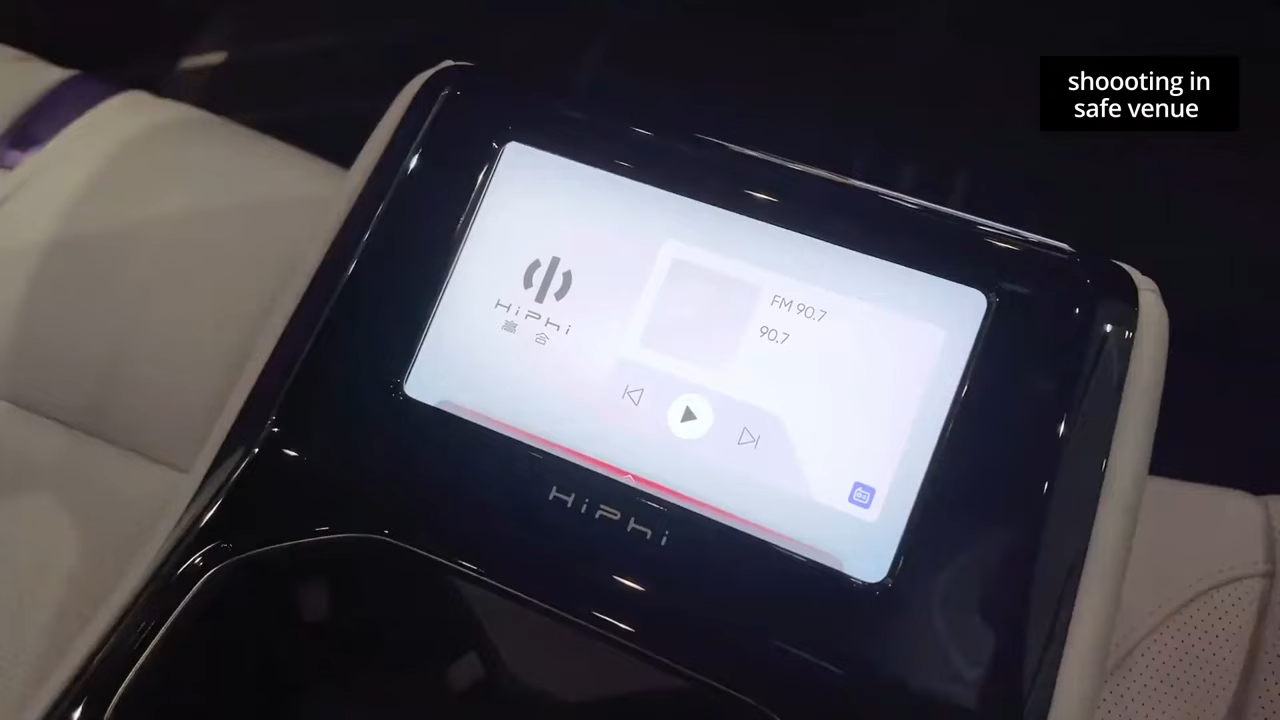 shoooting in
safe venue
HiPhi
高 合
FM 90.7
90.7
HiPhi